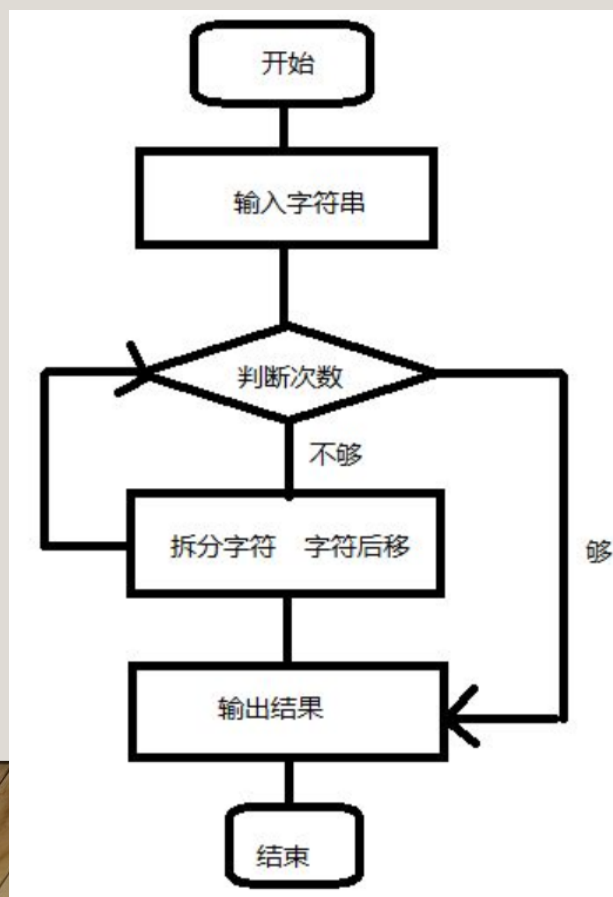 开始
输入字符串
判断次数
不够
拆分字符 字符后移
够
输出结果
结束